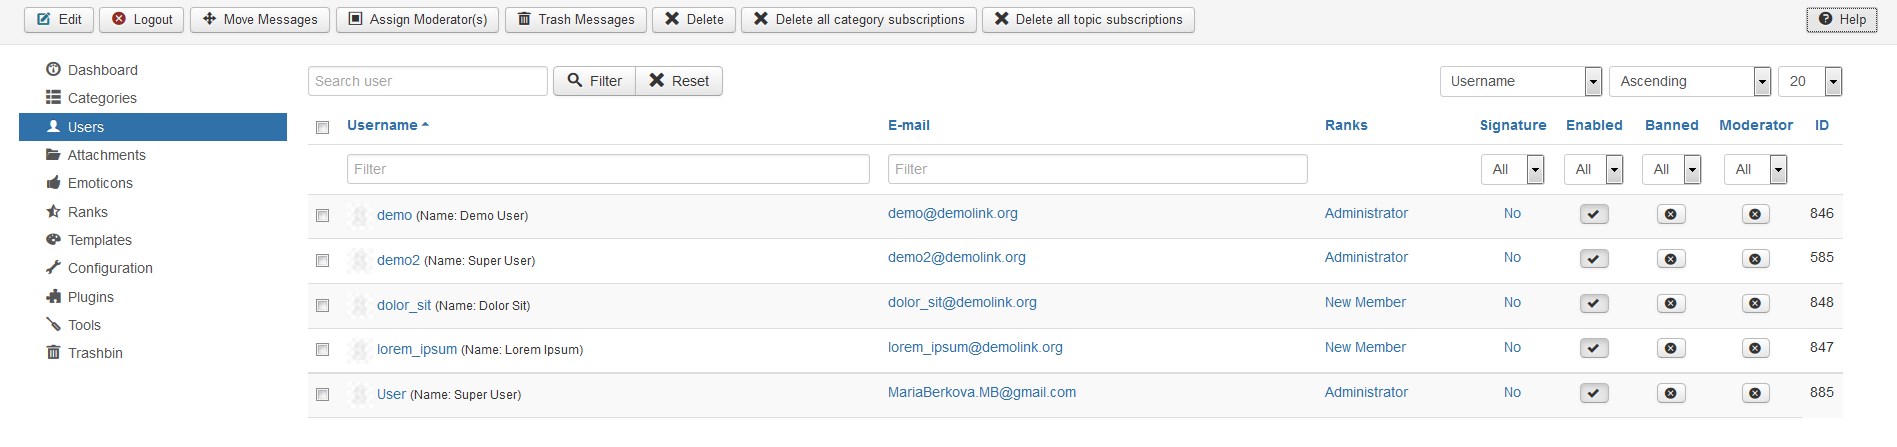 Edit Logout Move Messages Assign Moderator(s) Trash Messages Delete Delete all category subscriptions Delete all topic subscriptions Help
Dashboard
Categories
Users
Attachments
Emoticons
Ranks
Templates
Configuration
Plugins
Tools
Trashbin
Search user Filter Reset Username Ascending 20
Username E-mail Ranks Signature Enabled Banned Moderator ID
Filter Filter All All All All
demo (Name: Demo User) demo@demolink.org Administrator No 846
demo2 (Name: Super User) demo2@demolink.org Administrator No 585
dolor_sit (Name: Dolor Sit) dolor_sit@demolink.org New Member No 848
lorem_ipsum (Name: Lorem Ipsum) lorem_ipsum@demolink.org New Member No 847
User (Name: Super User) MariaBerkova.MB@gmail.com Administrator No 885